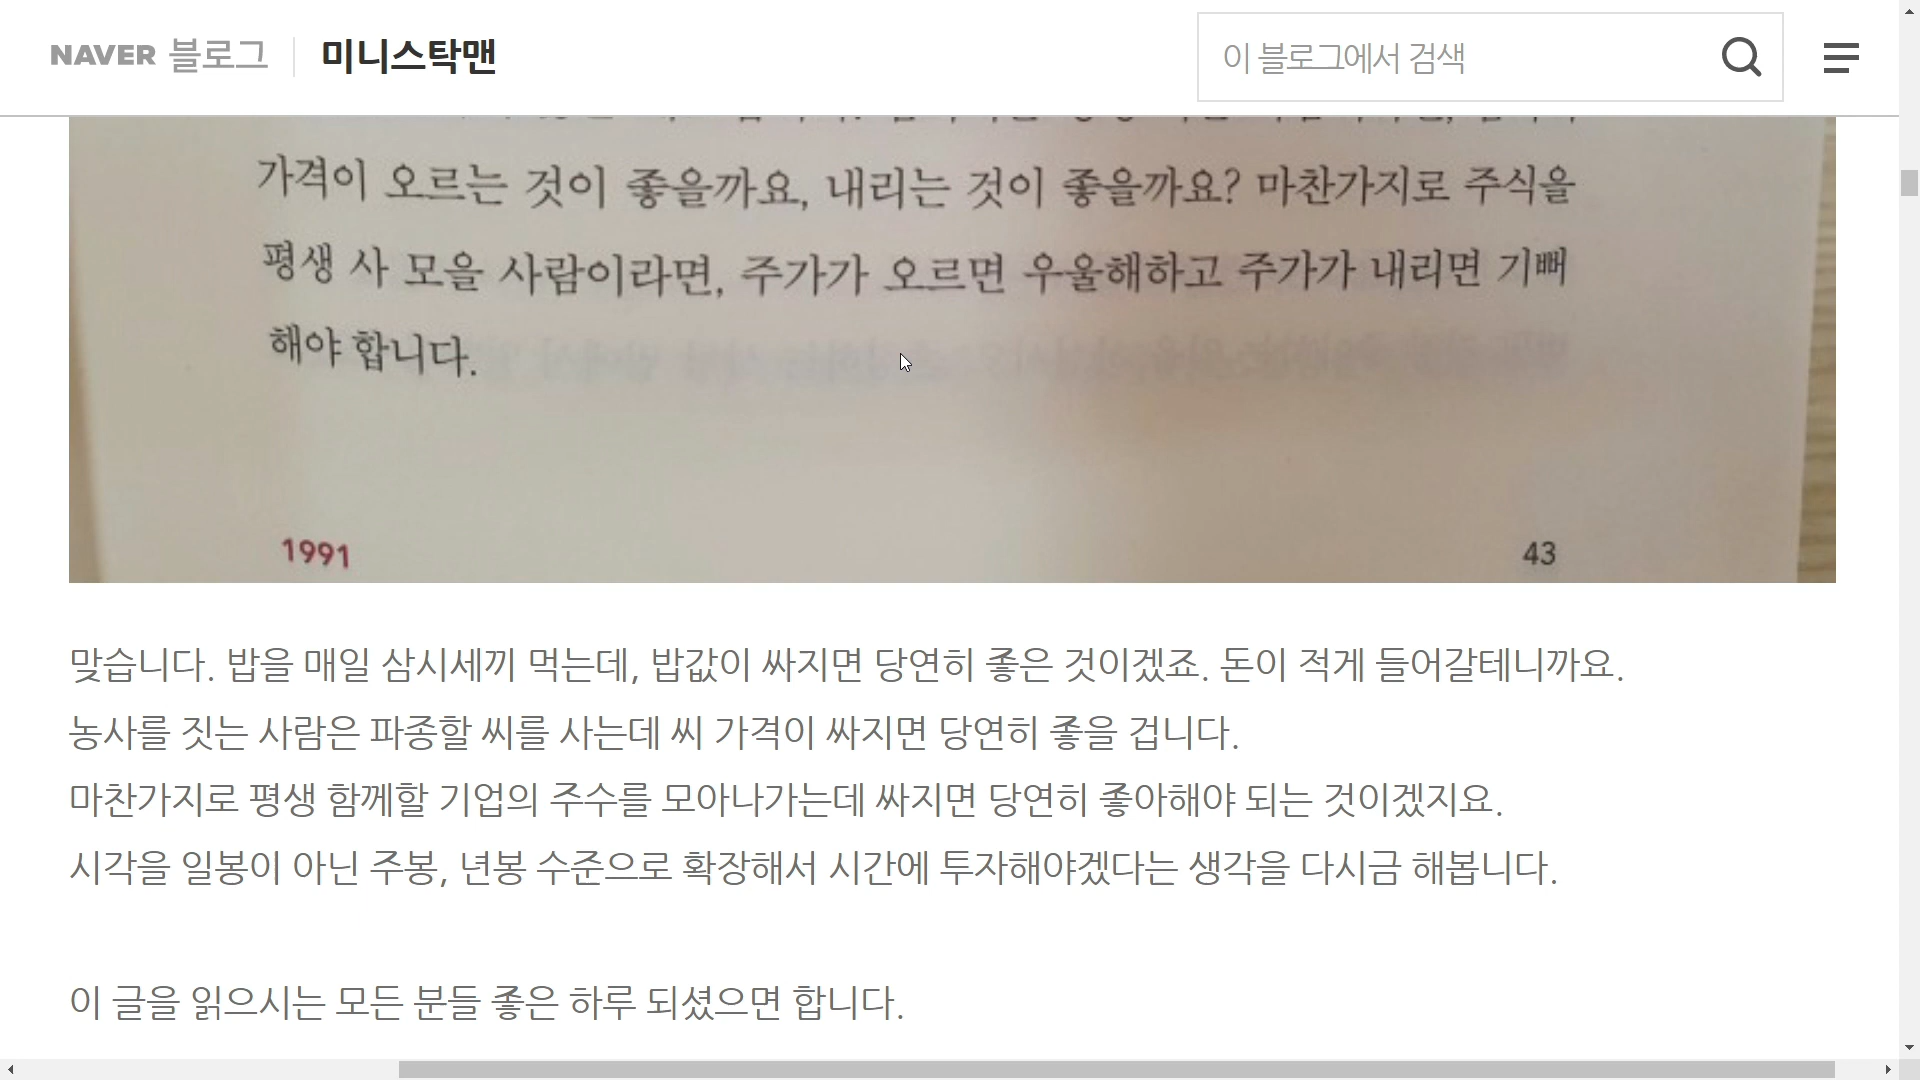 NAVER 블로그 미니스탁맨
이 블로그에서 검색
가격이 오르는 것이 좋을까요, 내리는 것이 좋을까요? 마찬가지로 주식을
평생 사 모을 사람이라면, 주가가 오르면 우울해하고 주가가 내리면 기뻐
해야 합니다.
1991
43
맞습니다. 밥을 매일 삼시세끼 먹는데, 밥값이 싸지면 당연히 좋은 것이겠죠. 돈이 적게 들어갈테니까요.
농사를 짓는 사람은 파종할 씨를 사는데 씨 가격이 싸지면 당연히 좋을 겁니다.
마찬가지로 평생 함께할 기업의 주수를 모아나가는데 싸지면 당연히 좋아해야 되는 것이겠지요.
시각을 일봉이 아닌 주봉, 년봉 수준으로 확장해서 시간에 투자해야겠다는 생각을 다시금 해봅니다.
이 글을 읽으시는 모든 분들 좋은 하루 되셨으면 합니다.